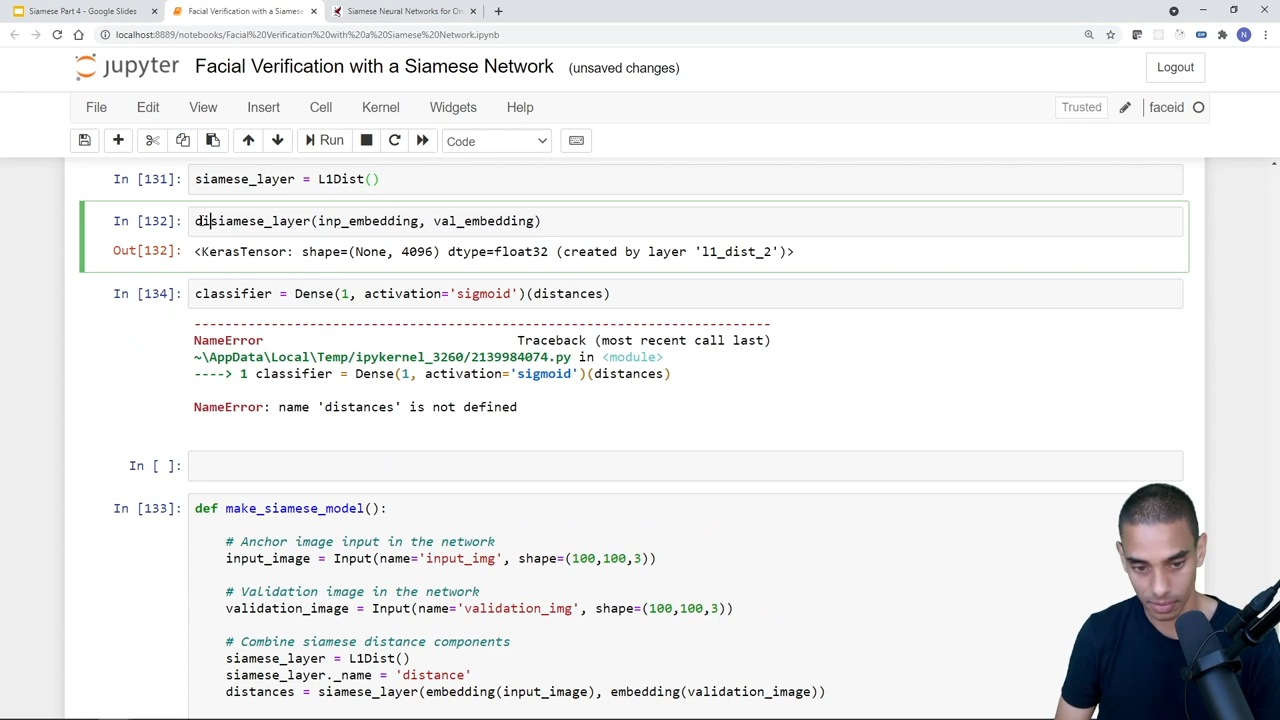 Siamese Part 4 - Google Slides
Facial Verification with a Siamese
Siamese Neural Networks for On
localhost:8889/notebooks/Facial%20Verification%20with%20a%20Siamese%20Network.ipynb
N
jupyter Facial Verification with a Siamese Network (unsaved changes) Logout
File Edit View Insert Cell Kernel Widgets Help Trusted faceid
Run Code
In [131]: siamese_layer = L1Dist()
In [132]: disiamese_layer(inp_embedding, val_embedding)
Out[132]: <KerasTensor: shape=(None, 4096) dtype=float32 (created by layer 'l1_dist_2')>
In [134]: classifier = Dense(1, activation='sigmoid')(distances)
---------------------------------------------------------------------------
NameError Traceback (most recent call last)
~\AppData\Local\Temp/ipykernel_3260/2139984074.py in <module>
----> 1 classifier = Dense(1, activation='sigmoid')(distances)
NameError: name 'distances' is not defined
In [ ]:
In [133]: def make_siamese_model():
# Anchor image input in the network
input_image = Input(name='input_img', shape=(100,100,3))
# Validation image in the network
validation_image = Input(name='validation_img', shape=(100,100,3))
# Combine siamese distance components
siamese_layer = L1Dist()
siamese_layer._name = 'distance'
distances = siamese_layer(embedding(input_image), embedding(validation_image))